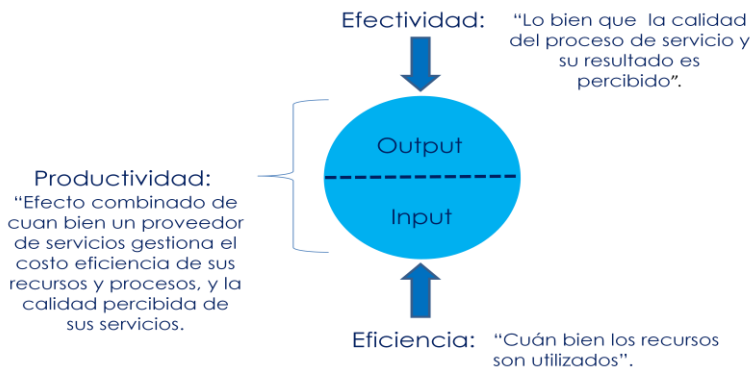 Efectividad:
“Lo bien que la calidad
del proceso de servicio y
su resultado es
percibido”.
Output
Input
Productividad:
“Efecto combinado de
cuan bien un proveedor
de servicios gestiona el
costo eficiencia de sus
recursos y procesos, y la
calidad percibida de
sus servicios.
Eficiencia:
“Cuán bien los recursos
son utilizados”.